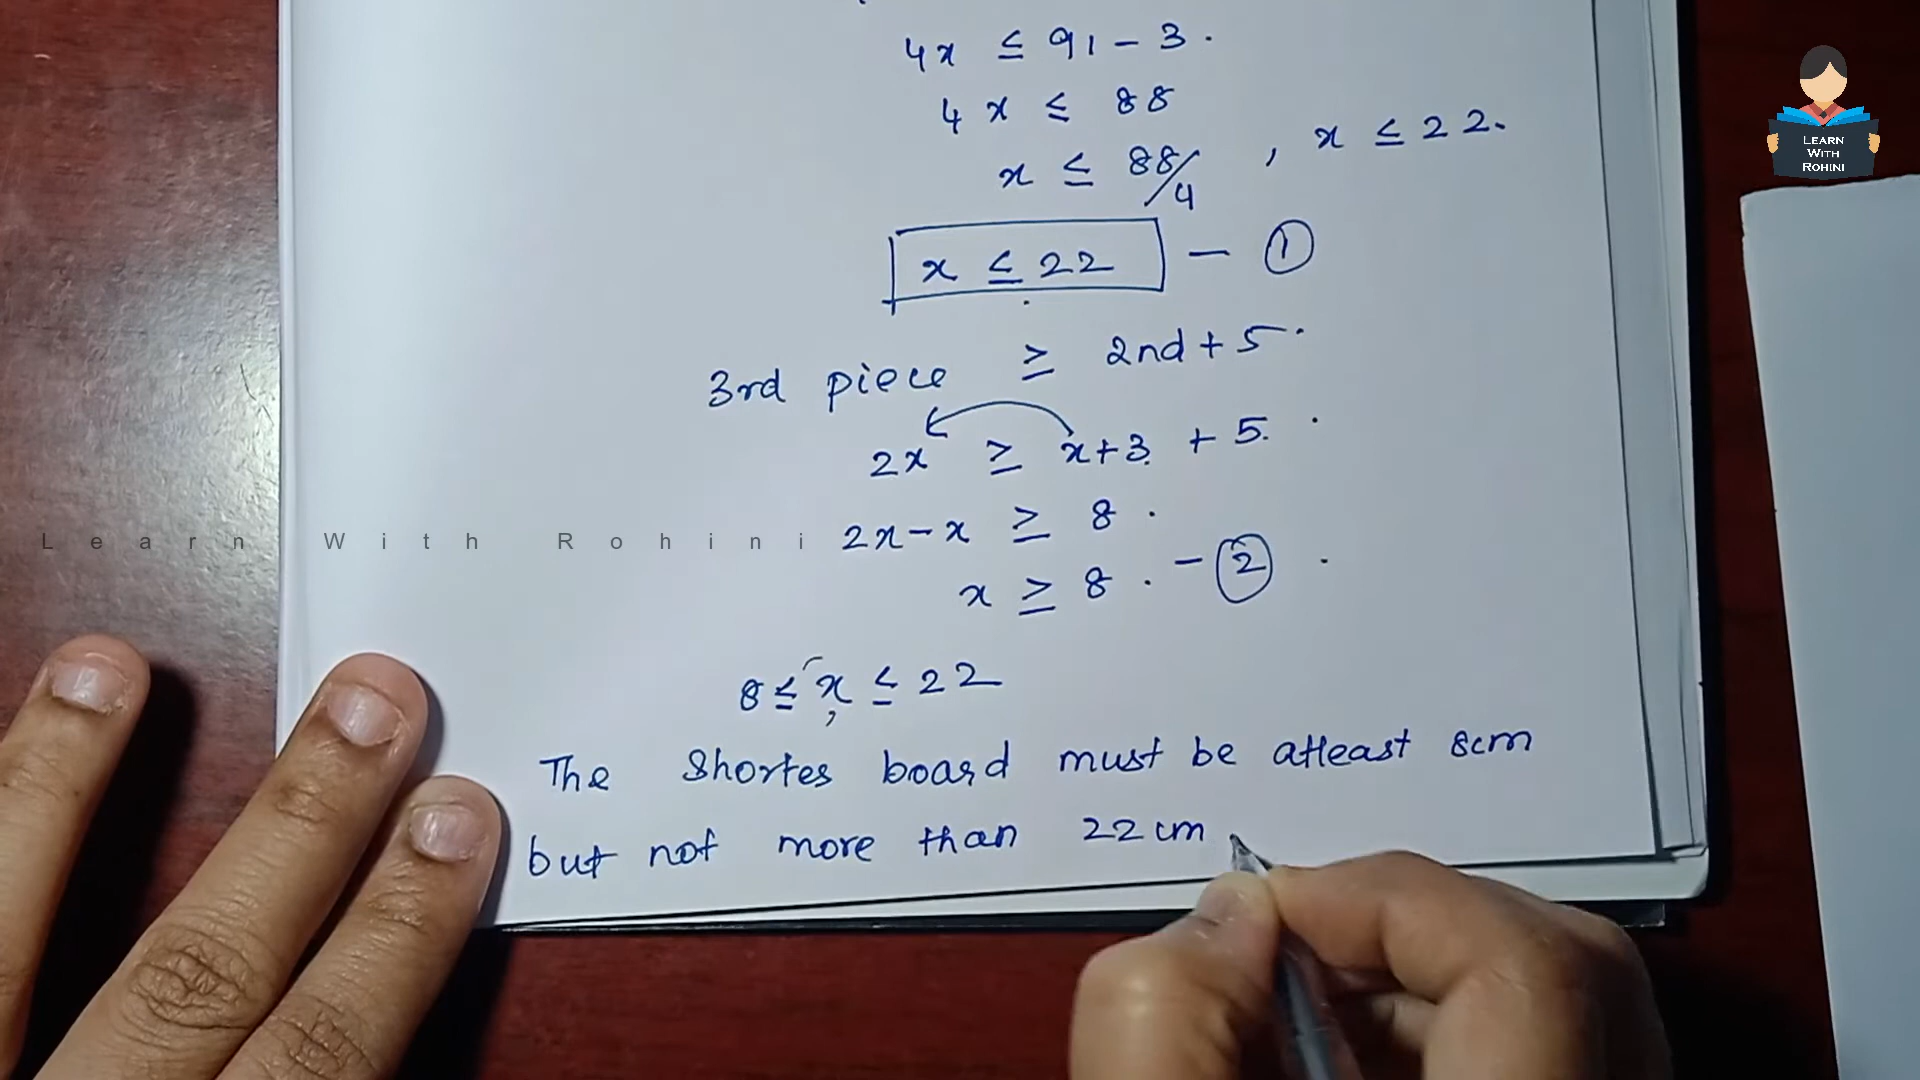 4x ≤ 91 - 3.
4x ≤ 88
x ≤ 88/4 , x ≤ 22.
x ≤ 22 - ①
3rd piece ≥ 2nd + 5.
2x ≥ x+3 + 5.
2x - x ≥ 8.
x ≥ 8. - ②
8 ≤ x ≤ 22
The Shortes board must be atleast 8cm
but not more than 22cm
LEARN
WITH
ROHINI
Learn With Rohini